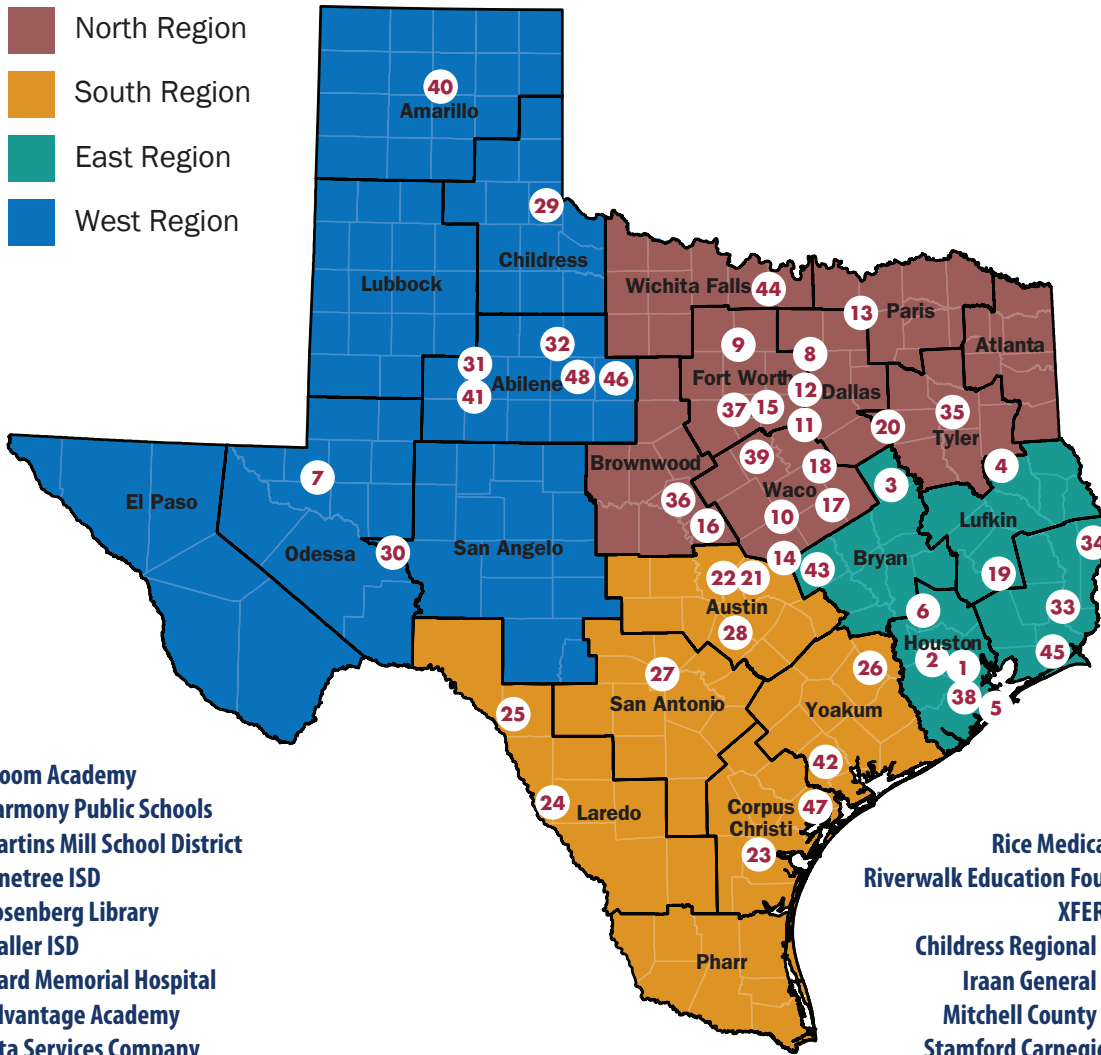 North Region
South Region
East Region
West Region
40
Amarillo
29
Childress
Lubbock
Wichita Falls 44
13
Paris
9
8
Atlanta
32
31
Abilene 48 46
41
Fort Worth
12
Dallas
37 15
11
35
20
Tyler
Brownwood
39
18
4
7
El Paso
36
Waco
17
3
10
16
Lufkin
Odessa
30
San Angelo
14
43
Bryan
34
22 21
19
Austin
28
6
33
Houston
2
1
45
26
27
San Antonio
38
5
25
Yoakum
42
24
Laredo
Corpus
Christi
47
23
Pharr
oom Academy
armony Public Schools
artins Mill School District
netree ISD
osenberg Library
aller ISD
ard Memorial Hospital
dvantage Academy
ta Services Company
Rice Medica
Riverwalk Education Fou
XFER
Childress Regional
Iraan General
Mitchell County
Stamford Carnegie